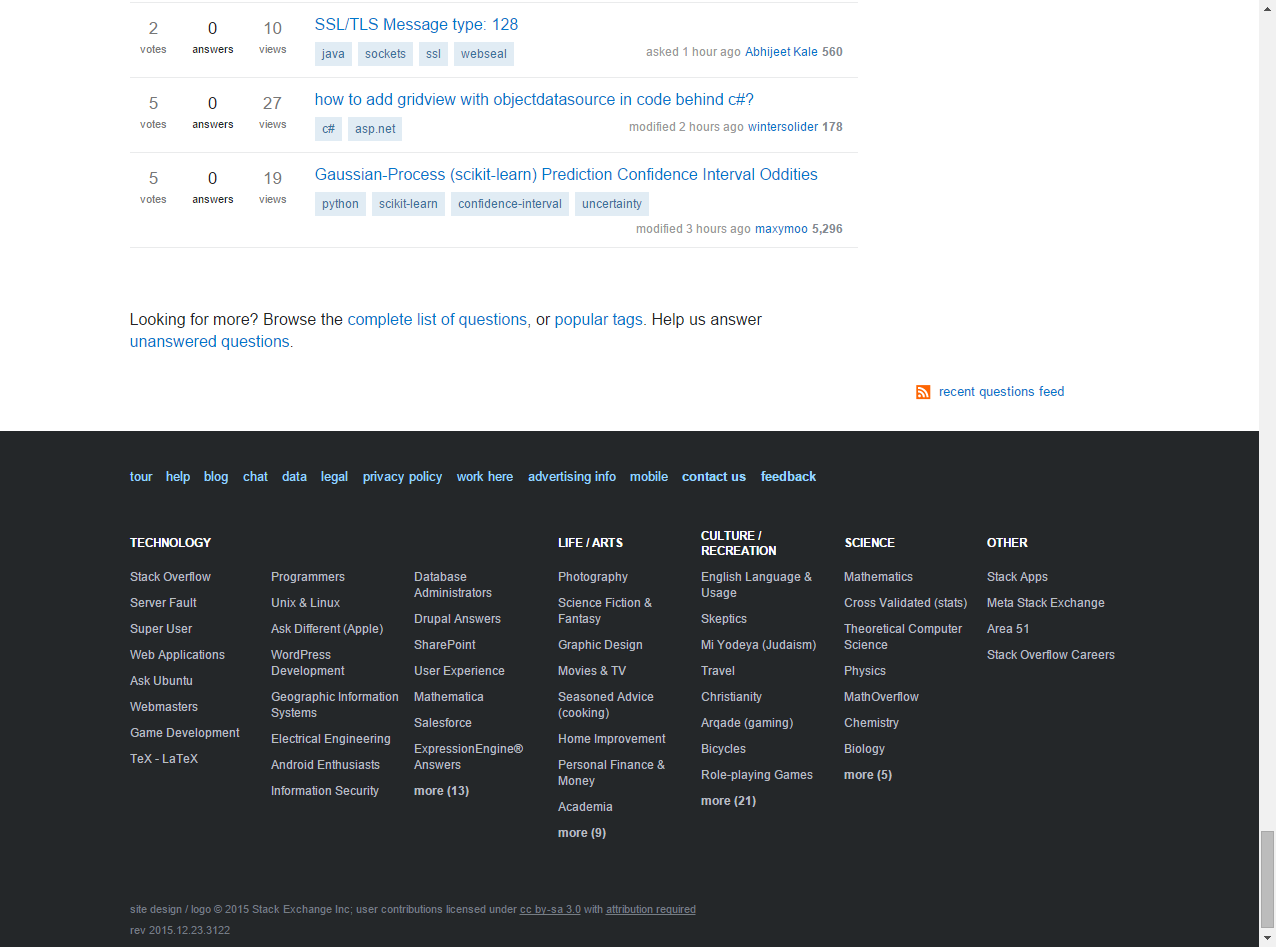 2 0 10 SSL/TLS Message type: 128
votes answers views java sockets ssl webseal asked 1 hour ago Abhijeet Kale 560
5 0 27 how to add gridview with objectdatasource in code behind c#?
votes answers views c# asp.net modified 2 hours ago wintersolider 178
5 0 19 Gaussian-Process (scikit-learn) Prediction Confidence Interval Oddities
votes answers views python scikit-learn confidence-interval uncertainty
modified 3 hours ago maxymoo 5,296
Looking for more? Browse the complete list of questions, or popular tags. Help us answer
unanswered questions.
recent questions feed
tour help blog chat data legal privacy policy work here advertising info mobile contact us feedback
TECHNOLOGY
Stack Overflow
Server Fault
Super User
Web Applications
Ask Ubuntu
Webmasters
Game Development
TeX - LaTeX
Programmers
Unix & Linux
Ask Different (Apple)
WordPress
Development
Geographic Information
Systems
Electrical Engineering
Android Enthusiasts
Information Security
Database
Administrators
Drupal Answers
SharePoint
User Experience
Mathematica
Salesforce
ExpressionEngine®
Answers
more (13)
LIFE / ARTS
Photography
Science Fiction &
Fantasy
Graphic Design
Movies & TV
Seasoned Advice
(cooking)
Home Improvement
Personal Finance &
Money
Academia
more (9)
CULTURE /
RECREATION
English Language &
Usage
Skeptics
Mi Yodeya (Judaism)
Travel
Christianity
Arqade (gaming)
Bicycles
Role-playing Games
more (21)
SCIENCE
Mathematics
Cross Validated (stats)
Theoretical Computer
Science
Physics
MathOverflow
Chemistry
Biology
more (5)
OTHER
Stack Apps
Meta Stack Exchange
Area 51
Stack Overflow Careers
site design / logo © 2015 Stack Exchange Inc; user contributions licensed under cc by-sa 3.0 with attribution required
rev 2015.12.23.3122